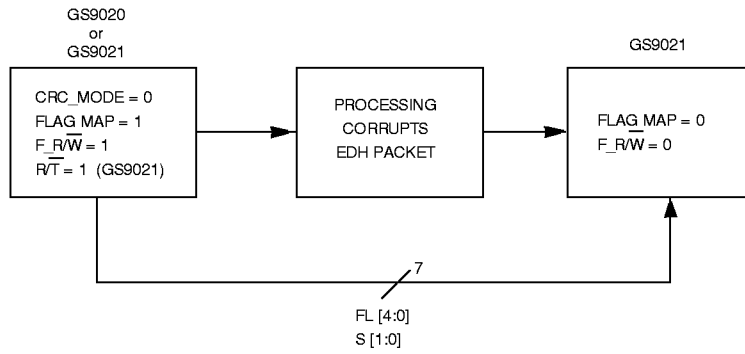 GS9020
or
GS9021
CRC_MODE = 0
FLAG MAP = 1
F_R/W̅ = 1
R/T̅ = 1 (GS9021)
PROCESSING
CORRUPTS
EDH PACKET
GS9021
FLAG MAP = 0
F_R/W̅ = 0
7
FL [4:0]
S [1:0]